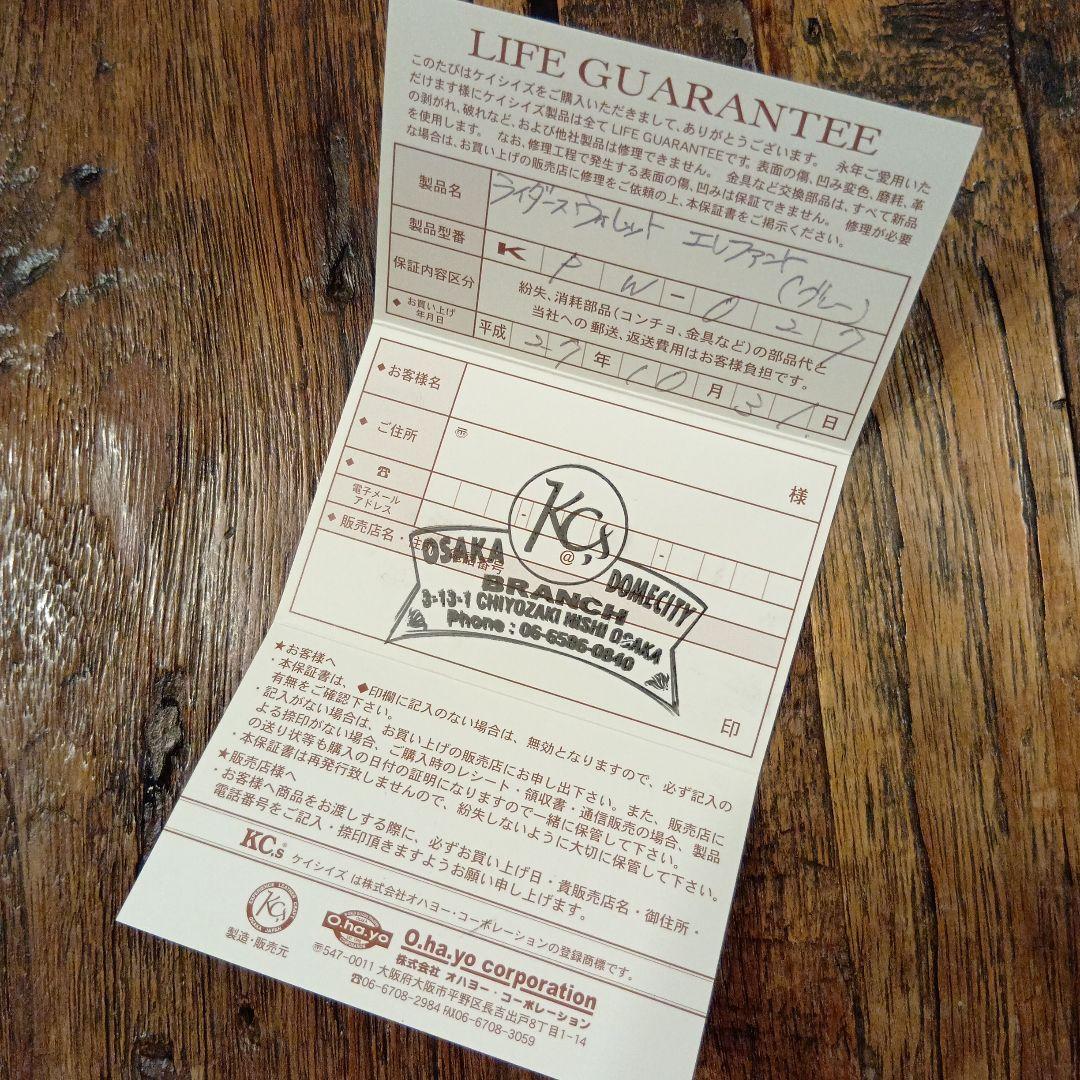 LIFE GUARANTEE
このたびはケイシイズをご購入いただきまして、ありがとうございます。 永年ご愛用いた
だけます様にケイシイズ製品は全てLIFE GUARANTEEです。表面の傷、凹み変色、磨耗、革
の剥がれ、破れなど、および他社製品は修理できません。 金具など交換部品は、すべて新品
を使用します。 なお、修理工程で発生する表面の傷、凹みは保証できません。 修理が必要
な場合は、お買い上げの販売店に修理をご依頼の上、本保証書をご掲示ください。
製品名 ライダースウォレット エレファント(グレー)
製品型番 K P W - 0 2 7
保証内容区分 紛失、消耗部品(コンチョ、金具など)の部品代と
当社への郵送、返送費用はお客様負担です。
◆お買い上げ年月日 平成 27 年 10 月 31 日
◆お客様名 様
◆ご住所 〒
◆☎
電子メールアドレス @
◆販売店名・ 電話番号
KC,s
OSAKA DOMECITY
BRANCH
3-13-1 CHIYOZAKI NISHI OSAKA
Phone : 06-6586-0840
印
★お客様へ
・本保証書は、◆印欄に記入のない場合は、無効となりますので、必ず記入の
有無をご確認下さい。
・記入がない場合は、お買い上げの販売店にお申し出下さい。また、販売店に
よる捺印がない場合、ご購入時のレシート・領収書・通信販売の場合、製品
の送り状等も購入の日付の証明になりますので一緒に保管して下さい。
・本保証書は再発行致しませんので、紛失しないように大切に保管して下さい。
★販売店様へ
・お客様へ商品をお渡しする際に、必ずお買い上げ日・貴販売店名・御住所・
電話番号をご記入・捺印頂きますようお願い申し上げます。
KC,s® ケイシイズ は株式会社オハヨー・コーポレーションの登録商標です。
KC,s
製造・販売元
O.ha.yo
O.ha.yo corporation
株式会社 オハヨー・コーポレーション
〒547-0011 大阪府大阪市平野区長吉出戸8丁目1-14
☎06-6708-2984 FAX06-6708-3059